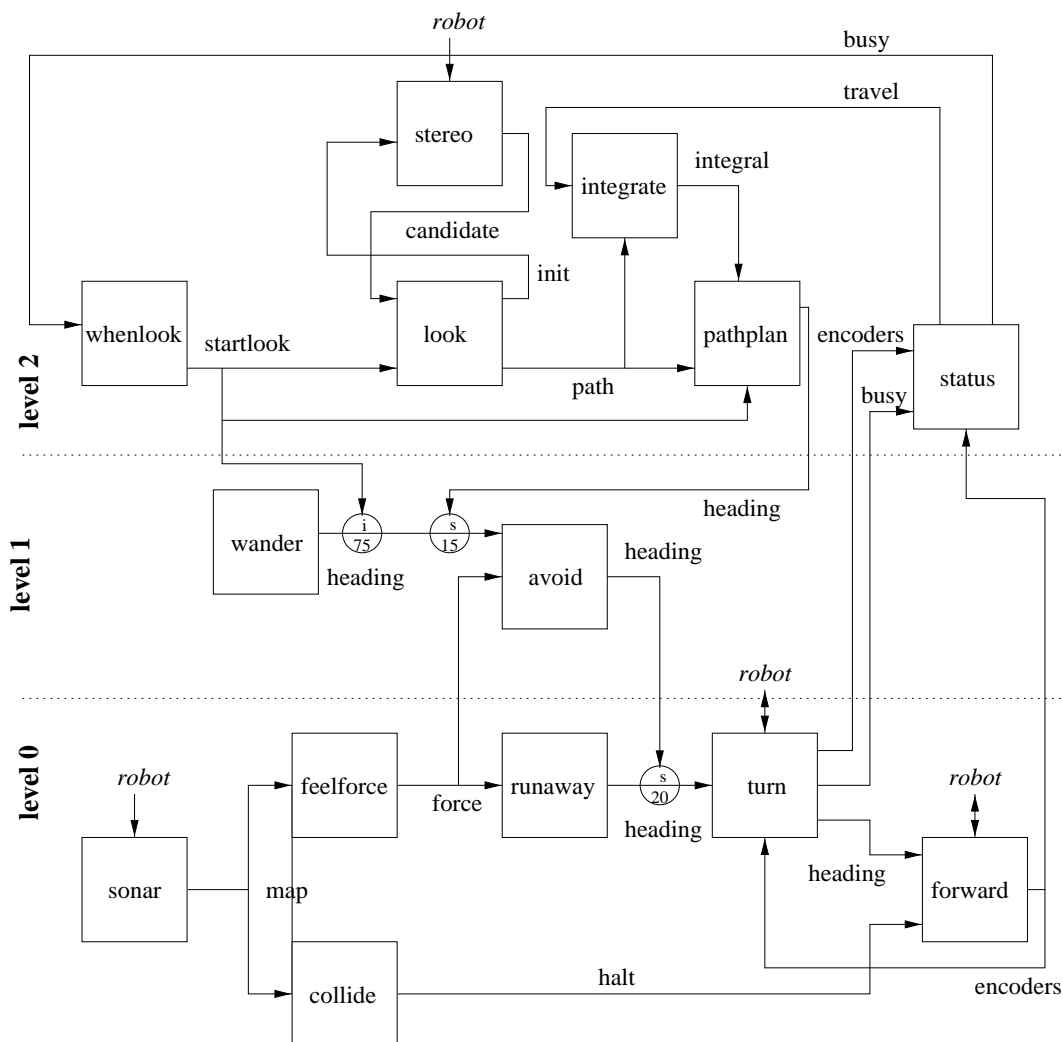 robot
busy
travel
stereo
integrate
integral
candidate
init
whenlook
startlook
look
path
pathplan
encoders
busy
status
level 2
heading
wander
i
75
s
15
heading
avoid
heading
level 1
robot
level 0
robot
feelforce
force
runaway
s
20
heading
turn
robot
sonar
map
heading
forward
collide
halt
encoders